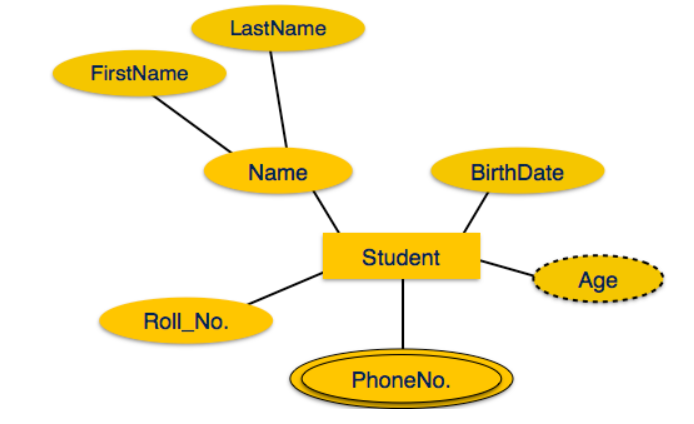 LastName
FirstName
Name
BirthDate
Student
Age
Roll_No.
PhoneNo.